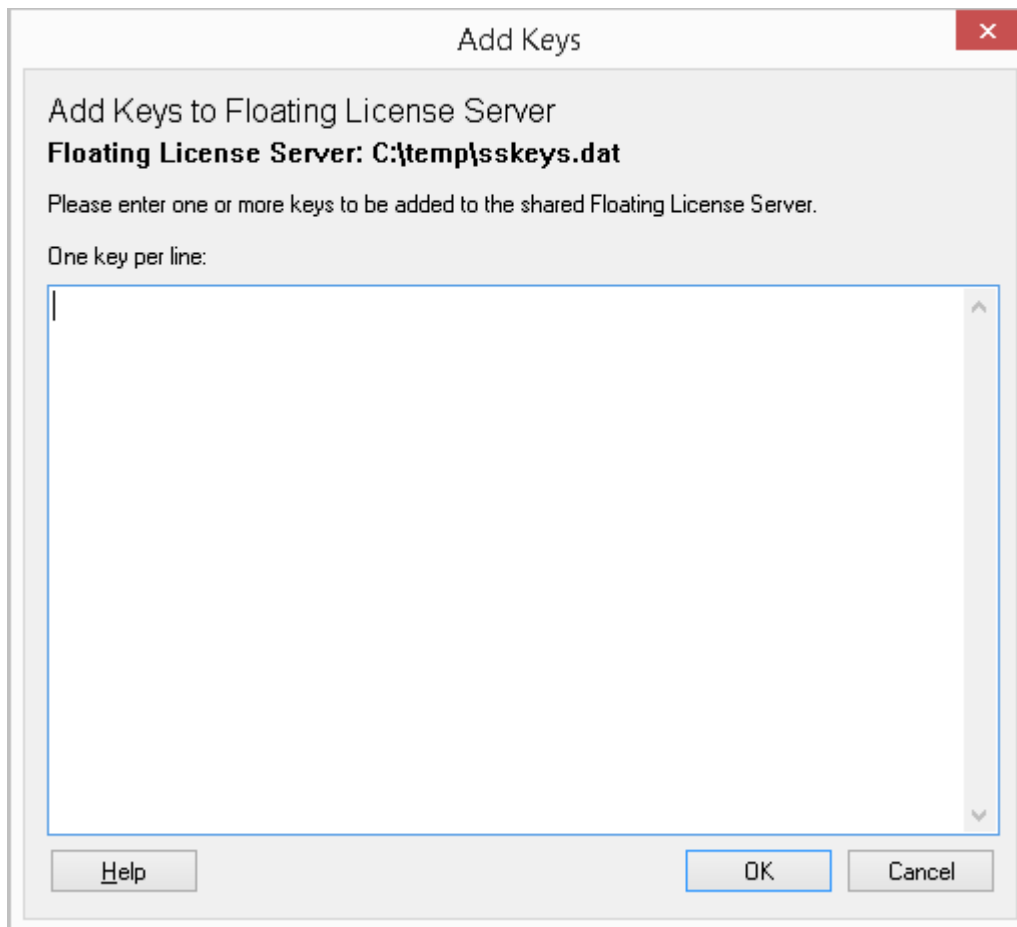 Add Keys
Add Keys to Floating License Server
Floating License Server: C:\temp\sskeys.dat
Please enter one or more keys to be added to the shared Floating License Server.
One key per line:
Help OK Cancel